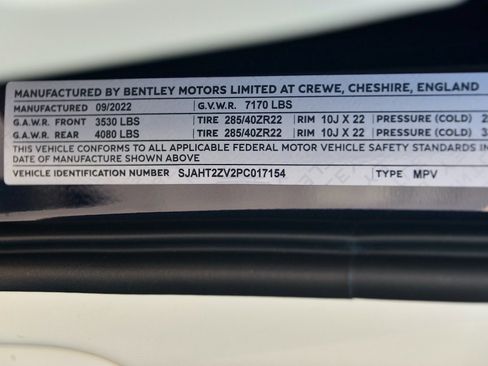 MANUFACTURED BY BENTLEY MOTORS LIMITED AT CREWE, CHESHIRE, ENGLAND
MANUFACTURED 09/2022 G.V.W.R. 7170 LBS
G.A.W.R. FRONT 3530 LBS TIRE 285/40ZR22 RIM 10J X 22 PRESSURE (COLD) 2
G.A.W.R. REAR 4080 LBS TIRE 285/40ZR22 RIM 10J X 22 PRESSURE (COLD) 3
THIS VEHICLE CONFORMS TO ALL APPLICABLE FEDERAL MOTOR VEHICLE SAFETY STANDARDS IN
DATE OF MANUFACTURE SHOWN ABOVE
VEHICLE IDENTIFICATION NUMBER SJAHT2ZV2PC017154 TYPE MPV